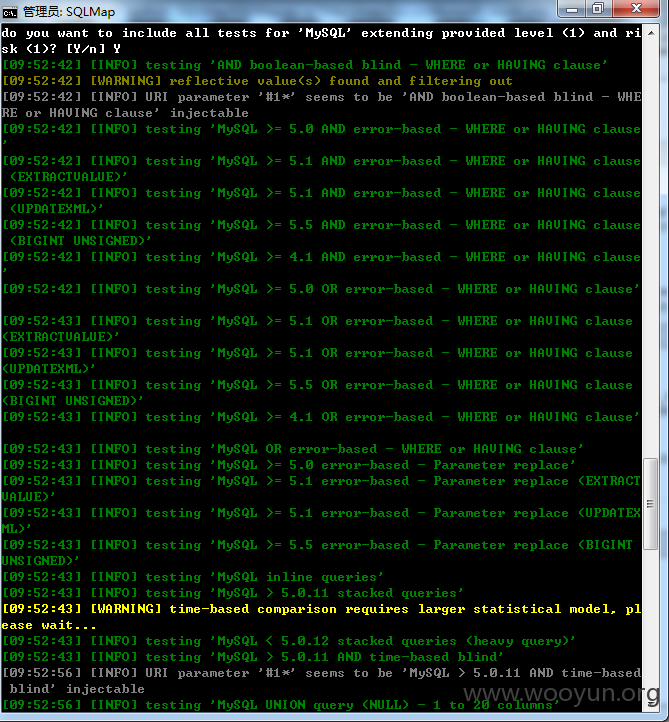 管理员: SQLMap
do you want to include all tests for 'MySQL' extending provided level (1) and ri
sk (1)? [Y/n] Y
[09:52:42] [INFO] testing 'AND boolean-based blind - WHERE or HAVING clause'
[09:52:42] [WARNING] reflective value(s) found and filtering out
[09:52:42] [INFO] URI parameter '#1*' seems to be 'AND boolean-based blind - WHE
RE or HAVING clause' injectable
[09:52:42] [INFO] testing 'MySQL >= 5.0 AND error-based - WHERE or HAVING clause
'
[09:52:42] [INFO] testing 'MySQL >= 5.1 AND error-based - WHERE or HAVING clause
(EXTRACTVALUE)'
[09:52:42] [INFO] testing 'MySQL >= 5.1 AND error-based - WHERE or HAVING clause
(UPDATEXML)'
[09:52:42] [INFO] testing 'MySQL >= 5.5 AND error-based - WHERE or HAVING clause
(BIGINT UNSIGNED)'
[09:52:42] [INFO] testing 'MySQL >= 4.1 AND error-based - WHERE or HAVING clause
'
[09:52:42] [INFO] testing 'MySQL >= 5.0 OR error-based - WHERE or HAVING clause'
[09:52:43] [INFO] testing 'MySQL >= 5.1 OR error-based - WHERE or HAVING clause
(EXTRACTVALUE)'
[09:52:43] [INFO] testing 'MySQL >= 5.1 OR error-based - WHERE or HAVING clause
(UPDATEXML)'
[09:52:43] [INFO] testing 'MySQL >= 5.5 OR error-based - WHERE or HAVING clause
(BIGINT UNSIGNED)'
[09:52:43] [INFO] testing 'MySQL >= 4.1 OR error-based - WHERE or HAVING clause'
[09:52:43] [INFO] testing 'MySQL OR error-based - WHERE or HAVING clause'
[09:52:43] [INFO] testing 'MySQL >= 5.0 error-based - Parameter replace'
[09:52:43] [INFO] testing 'MySQL >= 5.1 error-based - Parameter replace (EXTRACT
VALUE)'
[09:52:43] [INFO] testing 'MySQL >= 5.1 error-based - Parameter replace (UPDATEX
ML)'
[09:52:43] [INFO] testing 'MySQL >= 5.5 error-based - Parameter replace (BIGINT
UNSIGNED)'
[09:52:43] [INFO] testing 'MySQL inline queries'
[09:52:43] [INFO] testing 'MySQL > 5.0.11 stacked queries'
[09:52:43] [WARNING] time-based comparison requires larger statistical model, pl
ease wait...
[09:52:43] [INFO] testing 'MySQL < 5.0.12 stacked queries (heavy query)'
[09:52:43] [INFO] testing 'MySQL > 5.0.11 AND time-based blind'
[09:52:56] [INFO] URI parameter '#1*' seems to be 'MySQL > 5.0.11 AND time-based
blind' injectable
[09:52:56] [INFO] testing 'MySQL UNION query (NULL) - 1 to 20 columns'
www.wooyun.org